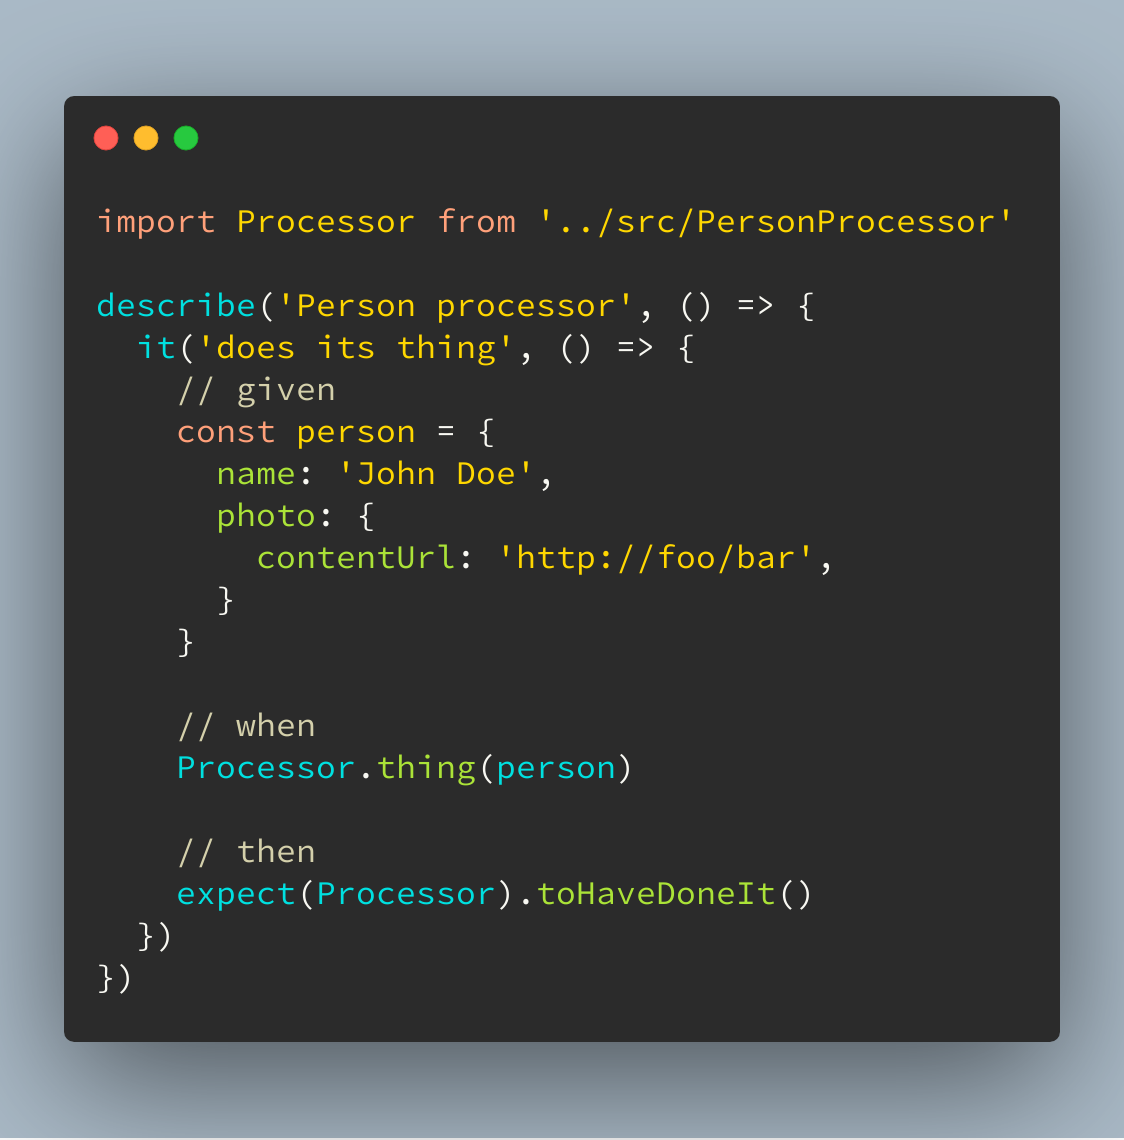 import Processor from '../src/PersonProcessor'

describe('Person processor', () => {
  it('does its thing', () => {
    // given
    const person = {
      name: 'John Doe',
      photo: {
        contentUrl: 'http://foo/bar',
      }
    }

    // when
    Processor.thing(person)

    // then
    expect(Processor).toHaveDoneIt()
  })
})